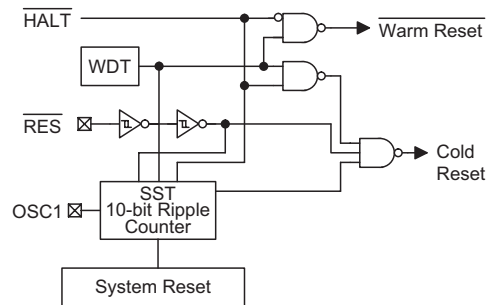 HALT
Warm Reset
WDT
RES
Cold
Reset
SST
10-bit Ripple
Counter
OSC1
System Reset